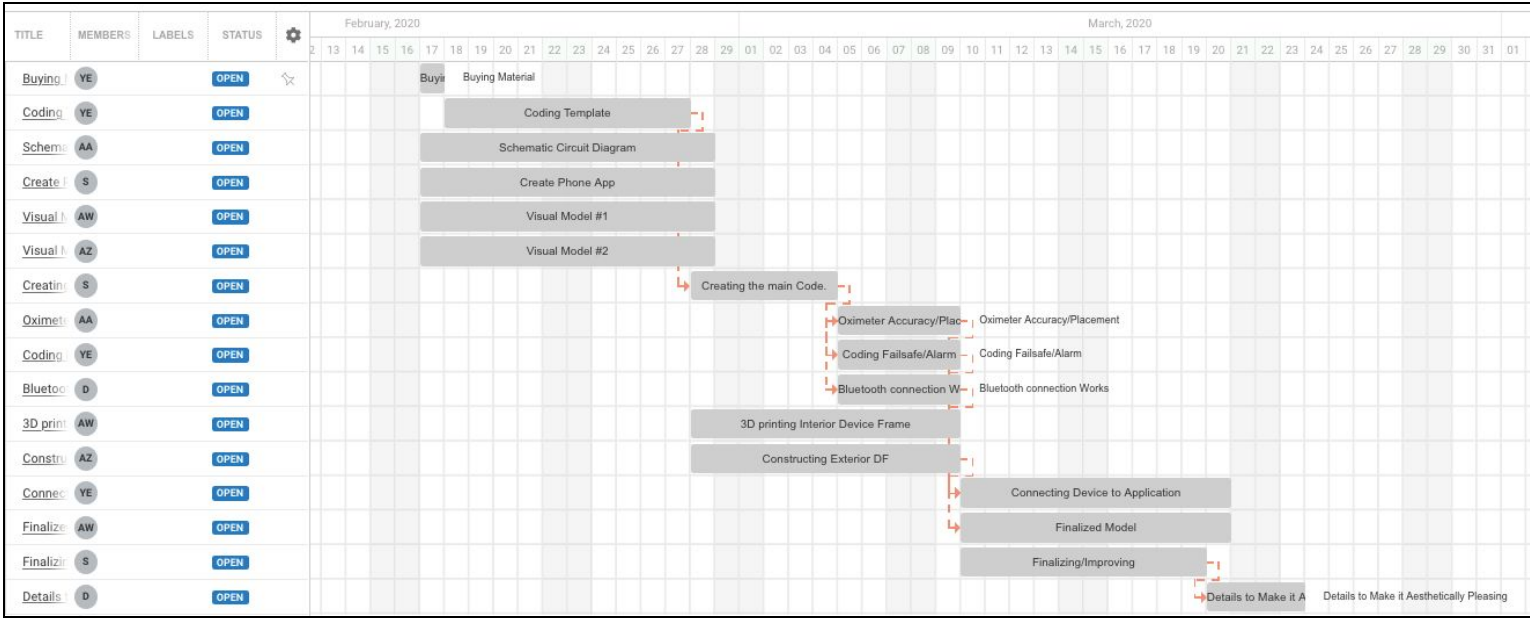 TITLE MEMBERS LABELS STATUS February, 2020 March, 2020
2 13 14 15 16 17 18 19 20 21 22 23 24 25 26 27 28 29 01 02 03 04 05 06 07 08 09 10 11 12 13 14 15 16 17 18 19 20 21 22 23 24 25 26 27 28 29 30 31 01
Buying YE OPEN Buyin Buying Material
Coding YE OPEN Coding Template
Schema AA OPEN Schematic Circuit Diagram
Create S OPEN Create Phone App
Visual AW OPEN Visual Model #1
Visual AZ OPEN Visual Model #2
Creating S OPEN Creating the main Code.
Oximete AA OPEN Oximeter Accuracy/Plac Oximeter Accuracy/Placement
Coding YE OPEN Coding Failsafe/Alarm Coding Failsafe/Alarm
Bluetoo D OPEN Bluetooth connection W Bluetooth connection Works
3D print AW OPEN 3D printing Interior Device Frame
Constru AZ OPEN Constructing Exterior DF
Connec YE OPEN Connecting Device to Application
Finalize AW OPEN Finalized Model
Finalizin S OPEN Finalizing/Improving
Details D OPEN Details to Make it A Details to Make it Aesthetically Pleasing